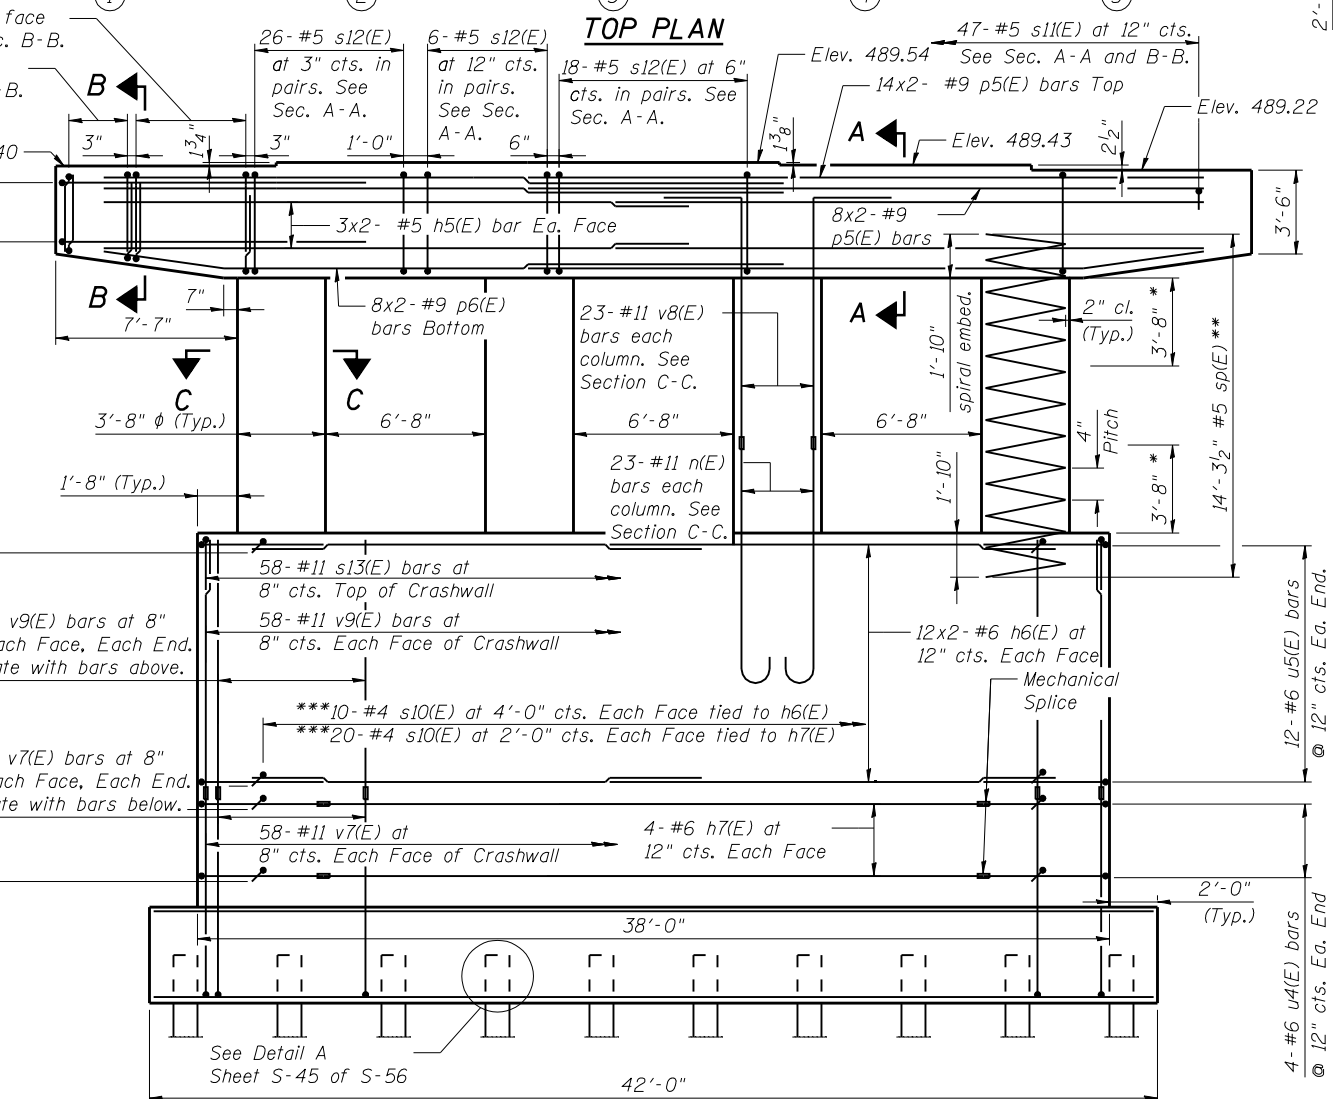 TOP PLAN
face
c. B-B.
-B.
40
26-#5 s12(E)
at 3" cts. in
pairs. See
Sec. A-A.
6-#5 s12(E)
at 12" cts.
in pairs.
See Sec.
A-A.
18-#5 s12(E) at 6"
cts. in pairs. See
Sec. A-A.
Elev. 489.54
47-#5 s11(E) at 12" cts.
See Sec. A-A and B-B.
14x2- #9 p5(E) bars Top
Elev. 489.22
Elev. 489.43
2'-
B
A
3"
1 3/4"
3"
1'-0"
6"
1 3/8"
2 1/2"
3'-6"
3x2- #5 h5(E) bar Ea. Face
8x2-#9
p5(E) bars
B
7"
7'-7"
8x2-#9 p6(E)
bars Bottom
23-#11 v8(E)
bars each
column. See
Section C-C.
A
1'-10"
spiral embed.
2" cl.
(Typ.)
3'-8" *
14'-3 1/2" #5 sp(E) **
C
C
3'-8" ϕ (Typ.)
6'-8"
6'-8"
6'-8"
4"
Pitch
1'-8" (Typ.)
23-#11 n(E)
bars each
column. See
Section C-C.
1'-10"
3'-8" *
58-#11 s13(E) bars at
8" cts. Top of Crashwall
v9(E) bars at 8"
ach Face, Each End.
ate with bars above.
58-#11 v9(E) bars at
8" cts. Each Face of Crashwall
12x2-#6 h6(E) at
12" cts. Each Face
Mechanical
Splice
12-#6 u5(E) bars
@ 12" cts. Ea. End.
***10-#4 s10(E) at 4'-0" cts. Each Face tied to h6(E)
***20-#4 s10(E) at 2'-0" cts. Each Face tied to h7(E)
v7(E) bars at 8"
ach Face, Each End.
ate with bars below.
58-#11 v7(E) at
8" cts. Each Face of Crashwall
4-#6 h7(E) at
12" cts. Each Face
2'-0"
(Typ.)
38'-0"
4-#6 u4(E) bars
@ 12" cts. Ea. End
See Detail A
Sheet S-45 of S-56
42'-0"